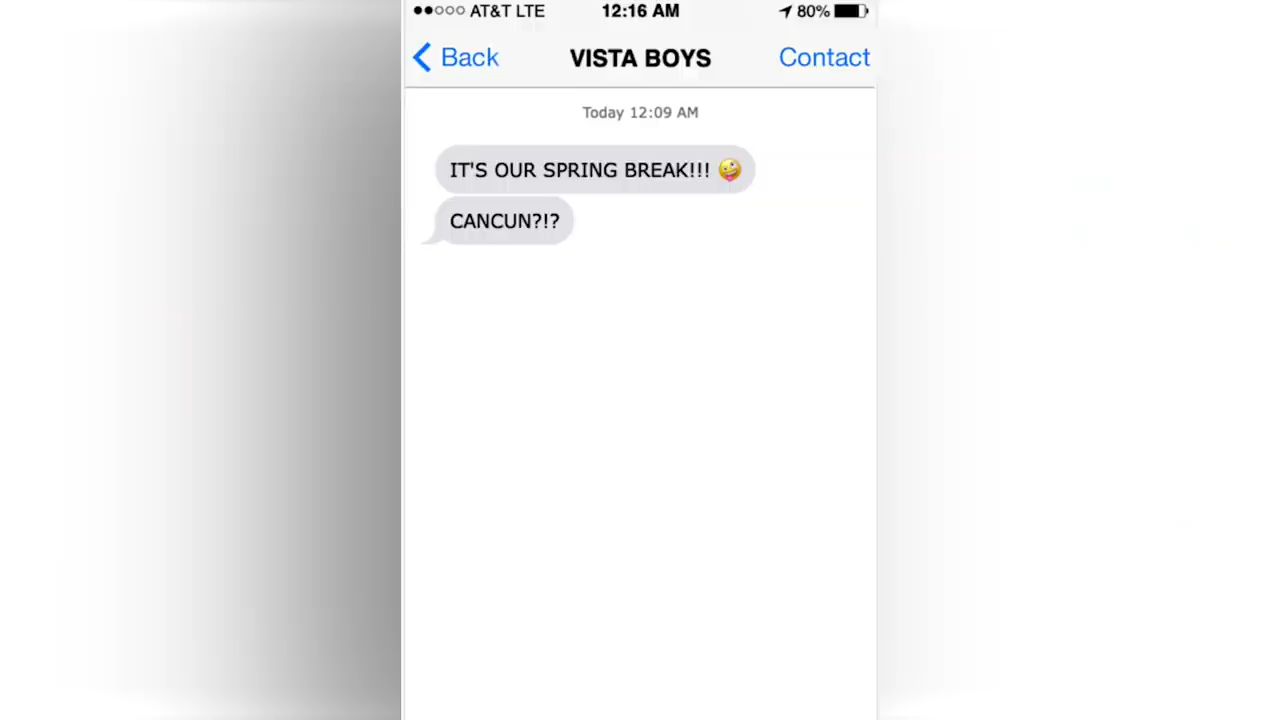 AT&T LTE 12:16 AM 80%
Back VISTA BOYS Contact
Today 12:09 AM
IT'S OUR SPRING BREAK!!! 🤪
CANCUN?!?